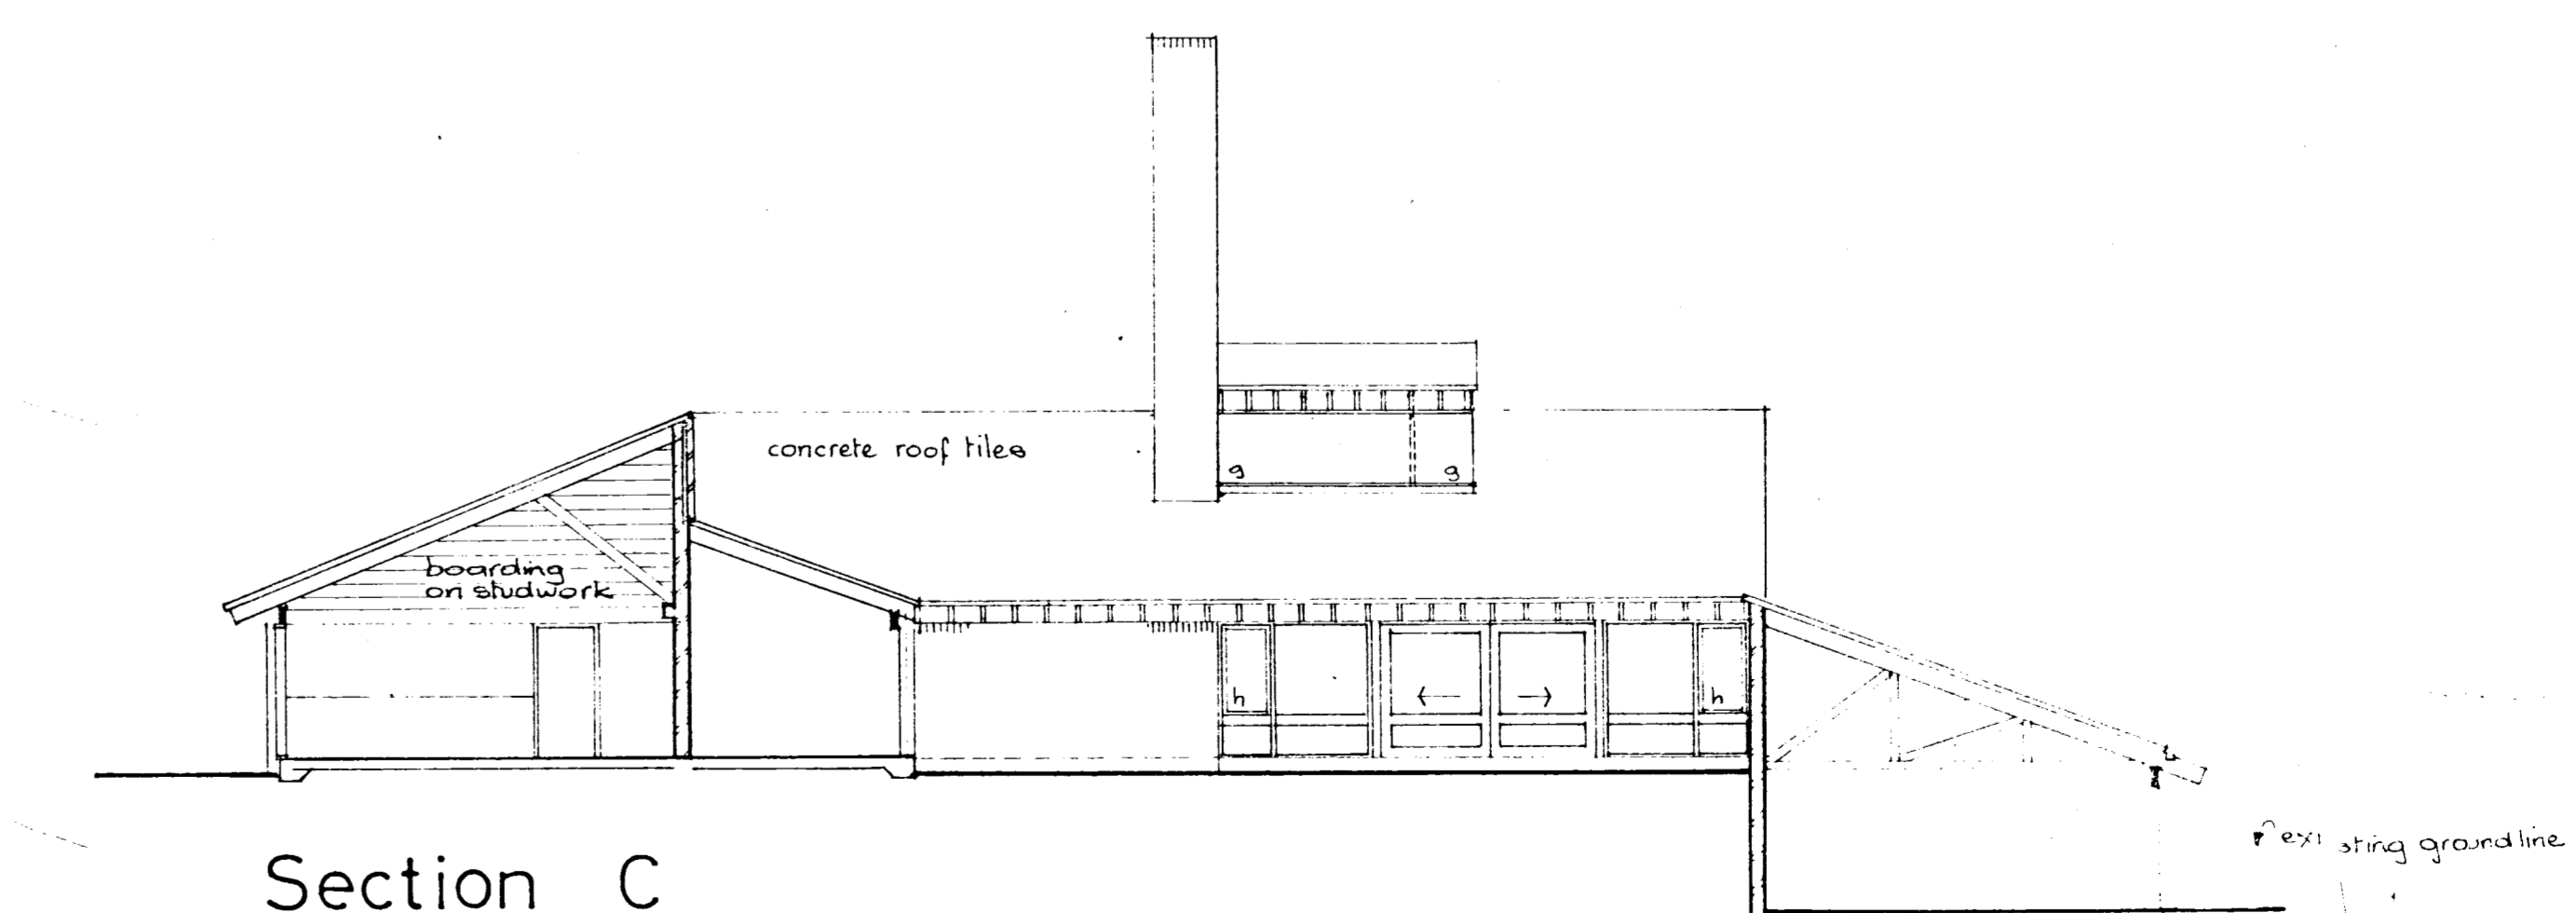 concrete roof tiles
g g
boarding
on studwork
h ← → h
existing groundline
Section C